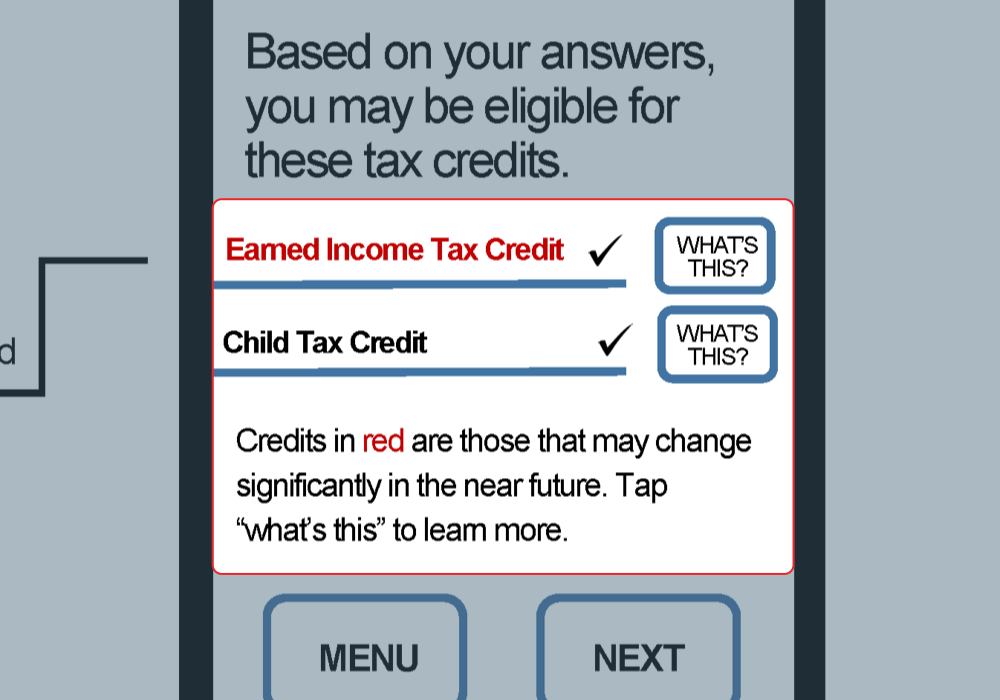 Based on your answers,
you may be eligible for
these tax credits.
Earned Income Tax Credit
WHAT'S
THIS?
Child Tax Credit
WHAT'S
THIS?
Credits in red are those that may change
significantly in the near future. Tap
“what's this” to learn more.
d
MENU
NEXT